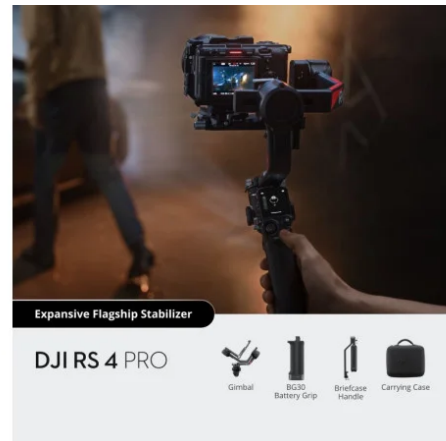 Expansive Flagship Stabilizer
DJI RS 4 PRO
Gimbal
BG30
Battery Grip
Briefcase
Handle
Carrying Case